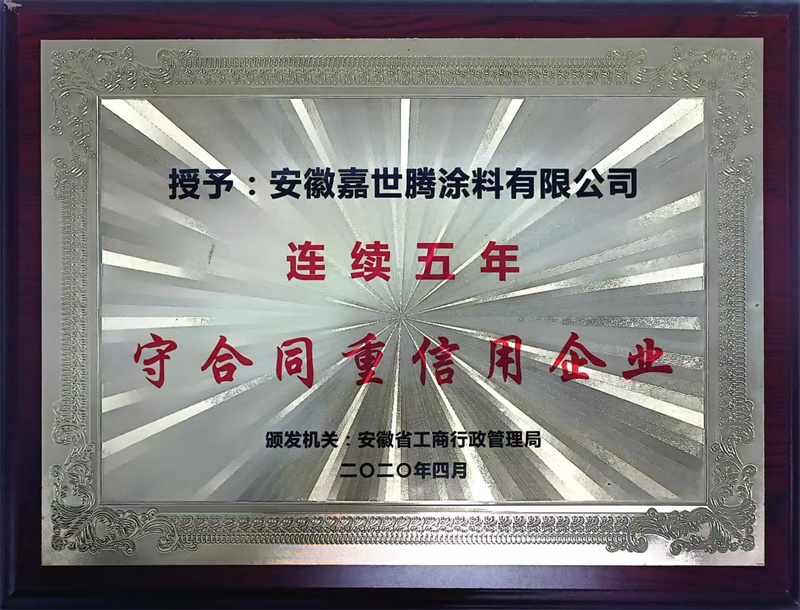 授予：安徽嘉世腾涂料有限公司
连续五年
守合同重信用企业
颁发机关：安徽省工商行政管理局
二〇二〇年四月